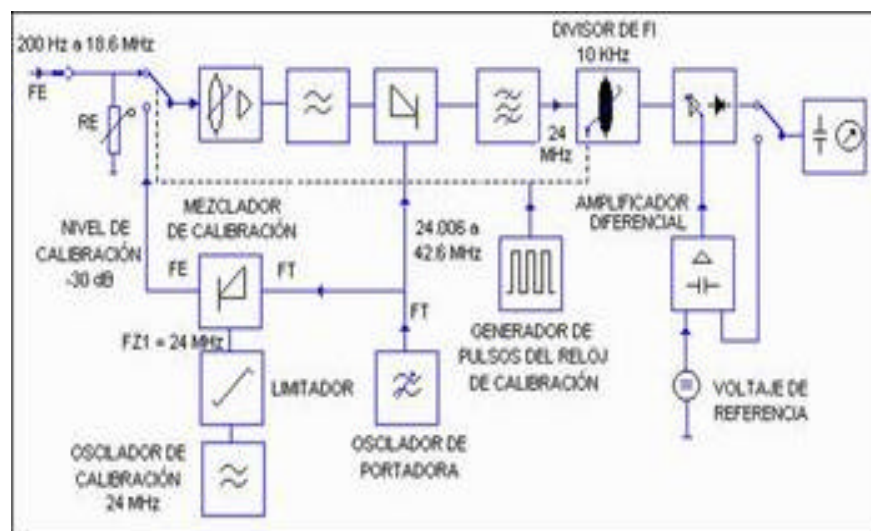 200 Hz a 18.6 MHz
FE
RE
DIVISOR DE FI
10 KHz
24
MHz
NIVEL DE
CALIBRACIÓN
-30 dB
MEZCLADOR
DE CALIBRACIÓN
FE
FT
24.006 a
42.6 MHz
AMPLIFICADOR
DIFERENCIAL
FT
FZ1 = 24 MHz
LIMITADOR
GENERADOR DE
PULSOS DEL RELOJ
DE CALIBRACIÓN
VOLTAJE DE
REFERENCIA
OSCILADOR DE
PORTADORA
OSCILADOR DE
CALIBRACIÓN
24 MHz